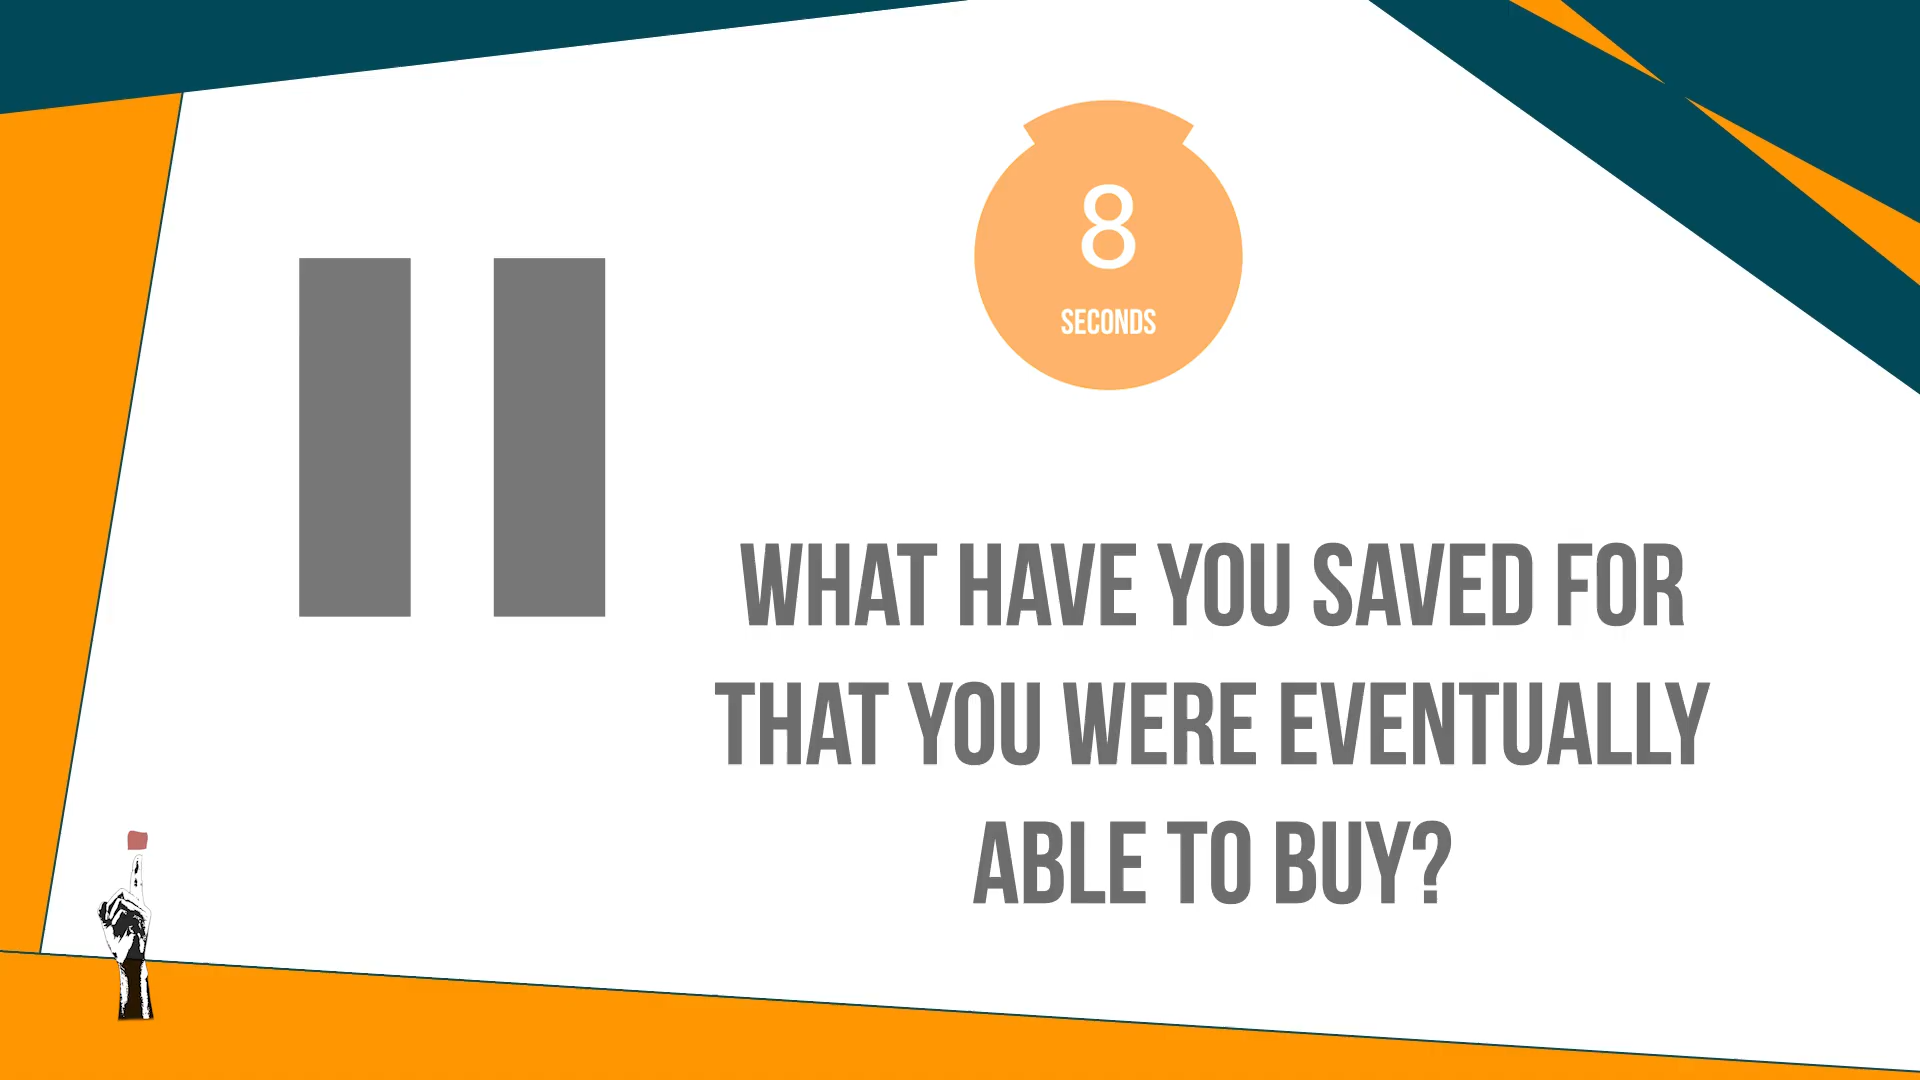 8
SECONDS
WHAT HAVE YOU SAVED FOR
THAT YOU WERE EVENTUALLY
ABLE TO BUY?